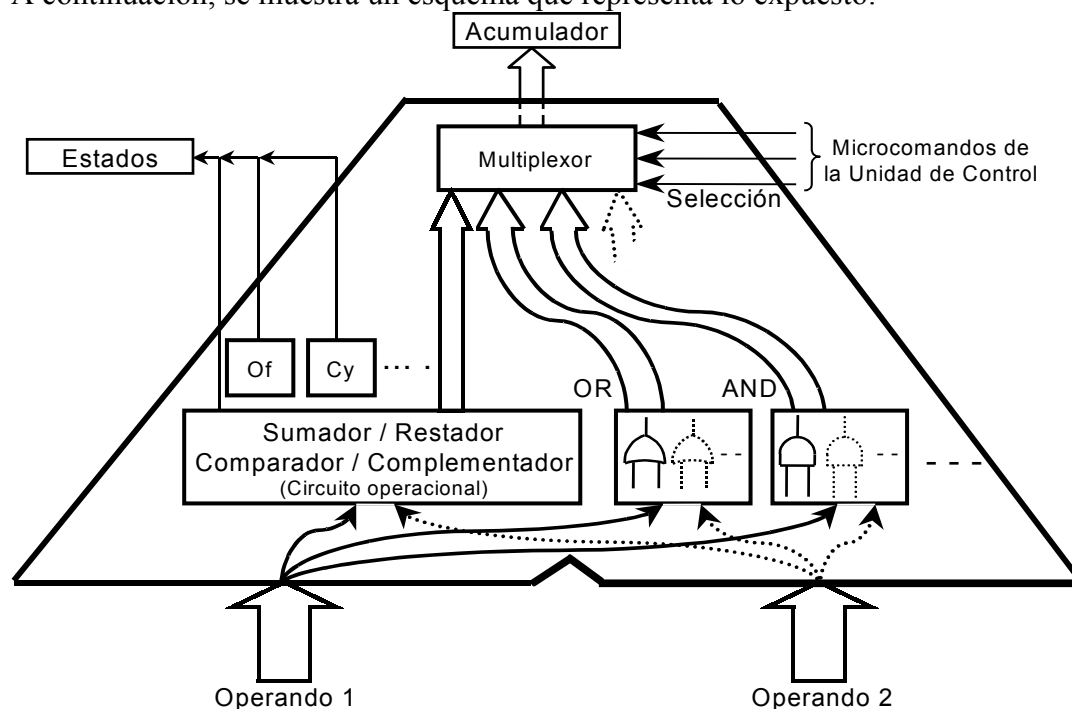 A continuación, se muestra un esquema que representa lo expuesto:
Acumulador
Estados
Multiplexor
Microcomandos de
la Unidad de Control
Selección
Of
Cy
OR
AND
Sumador / Restador
Comparador / Complementador
(Circuito operacional)
Operando 1
Operando 2